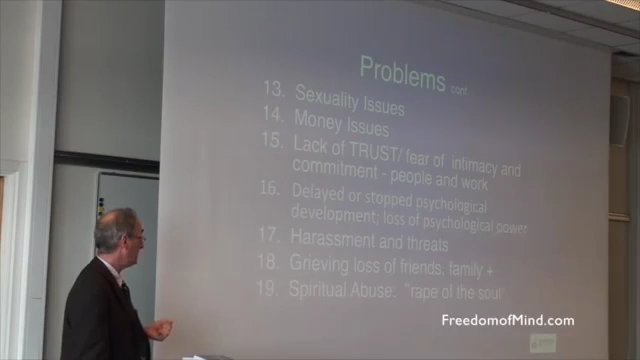 Problems cont
13. Sexuality Issues
14. Money Issues
15. Lack of TRUST/ fear of intimacy and
commitment - people and work
16. Delayed or stopped psychological
development; loss of psychological power
17. Harassment and threats
18. Grieving loss of friends, family +
19. Spiritual Abuse: "rape of the soul"
FreedomofMind.com